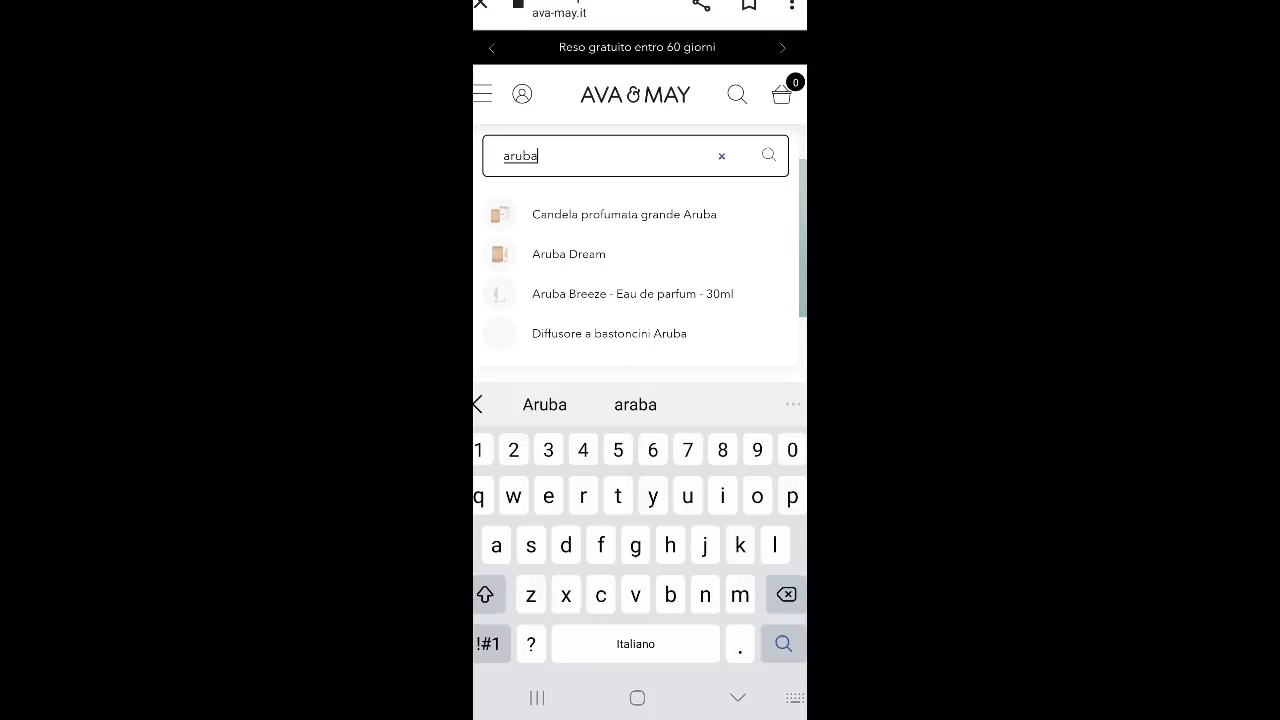 ava-may.it
Reso gratuito entro 60 giorni
AVA & MAY
0
aruba
Candela profumata grande Aruba
Aruba Dream
Aruba Breeze - Eau de parfum - 30ml
Diffusore a bastoncini Aruba
Aruba araba
1 2 3 4 5 6 7 8 9 0
q w e r t y u i o p
a s d f g h j k l
z x c v b n m
!#1 ? Italiano .